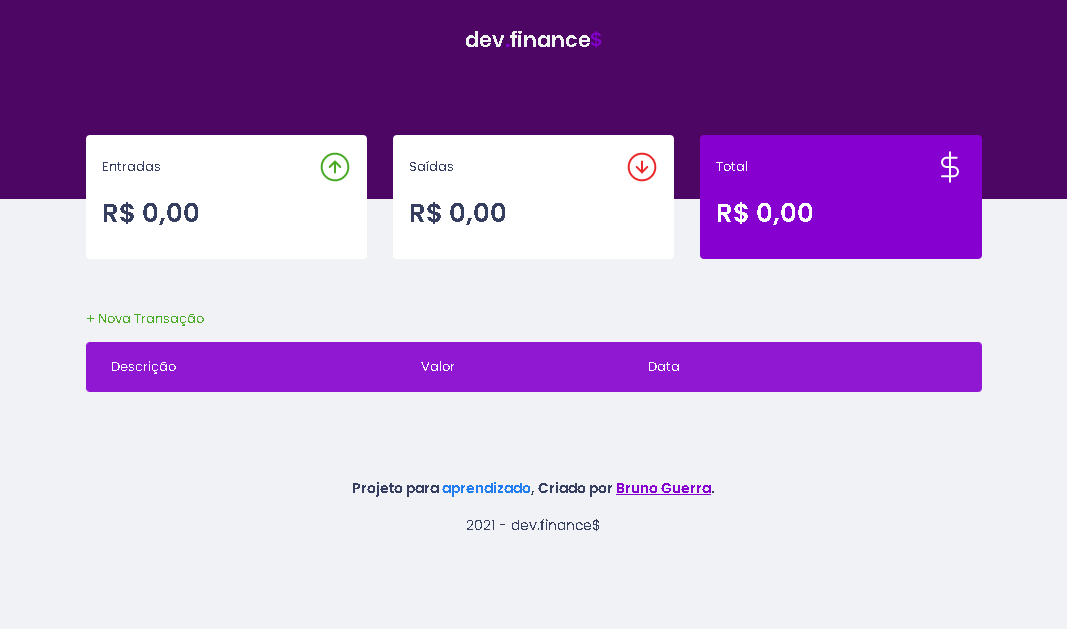 dev.finance$
Entradas
R$ 0,00
Saídas
R$ 0,00
Total
R$ 0,00
+ Nova Transação
Descrição Valor Data
Projeto para aprendizado, Criado por Bruno Guerra.
2021 - dev.finance$